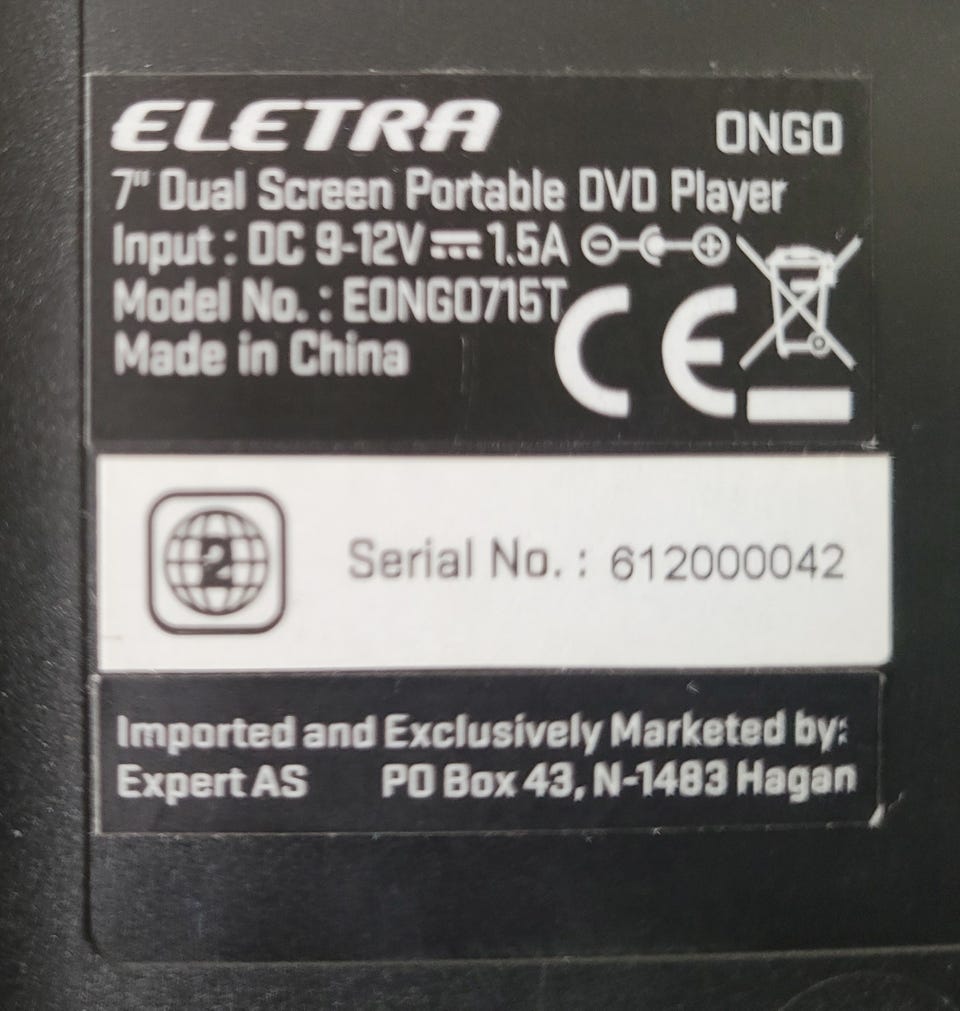 ELETRA ONGO
7" Dual Screen Portable DVD Player
Input : DC 9-12V 1.5A
Model No. : EONGO715T
Made in China
CE
2
Serial No. : 612000042
Imported and Exclusively Marketed by:
Expert AS PO Box 43, N-1483 Hagan